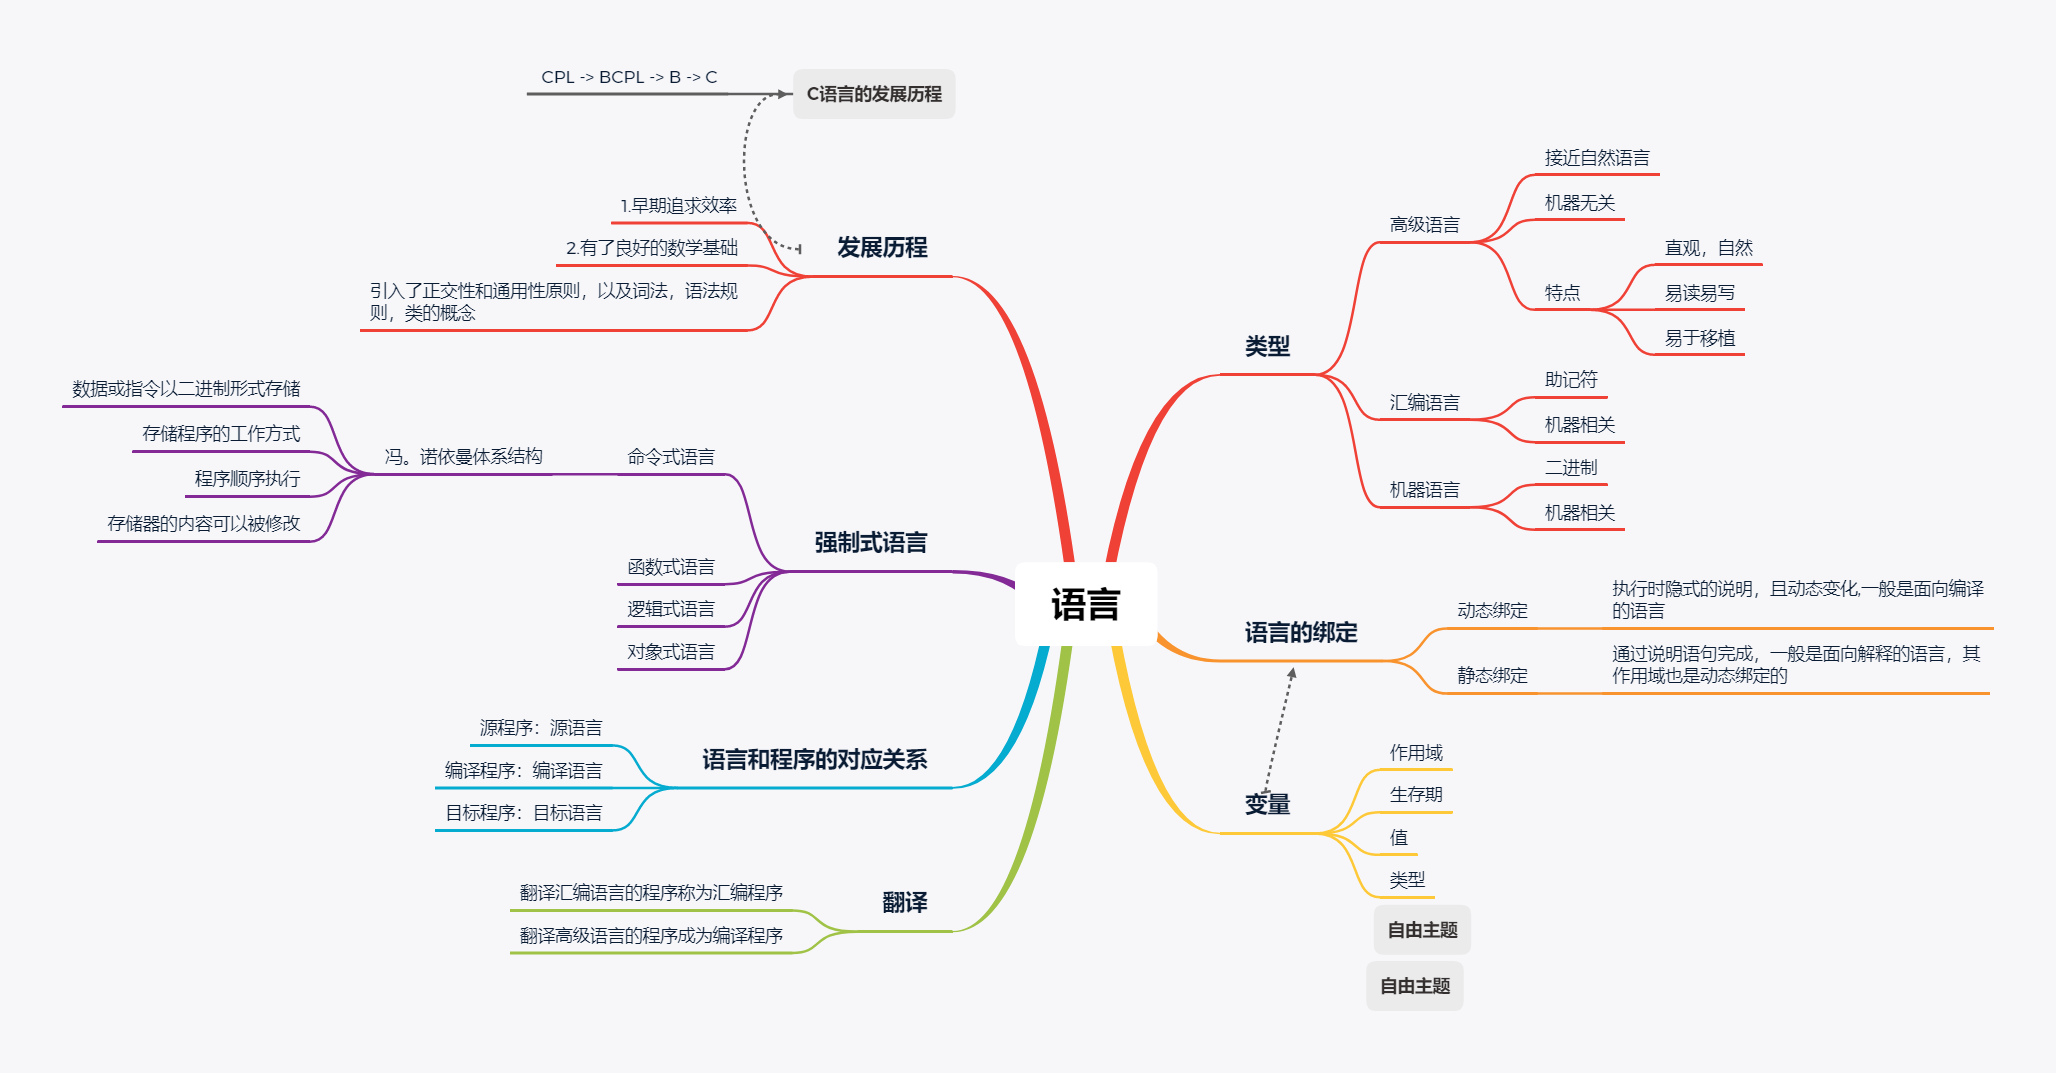 CPL -> BCPL -> B -> C
C语言的发展历程
1.早期追求效率
2.有了良好的数学基础
引入了正交性和通用性原则，以及词法，语法规
则，类的概念
发展历程
数据或指令以二进制形式存储
存储程序的工作方式
程序顺序执行
存储器的内容可以被修改
冯。诺依曼体系结构
命令式语言
函数式语言
逻辑式语言
对象式语言
强制式语言
源程序：源语言
编译程序：编译语言
目标程序：目标语言
语言和程序的对应关系
翻译汇编语言的程序称为汇编程序
翻译高级语言的程序成为编译程序
翻译
语言
类型
高级语言
接近自然语言
机器无关
特点
直观，自然
易读易写
易于移植
汇编语言
助记符
机器相关
机器语言
二进制
机器相关
语言的绑定
动态绑定
执行时隐式的说明，且动态变化,一般是面向编译
的语言
静态绑定
通过说明语句完成，一般是面向解释的语言，其
作用域也是动态绑定的
变量
作用域
生存期
值
类型
自由主题
自由主题